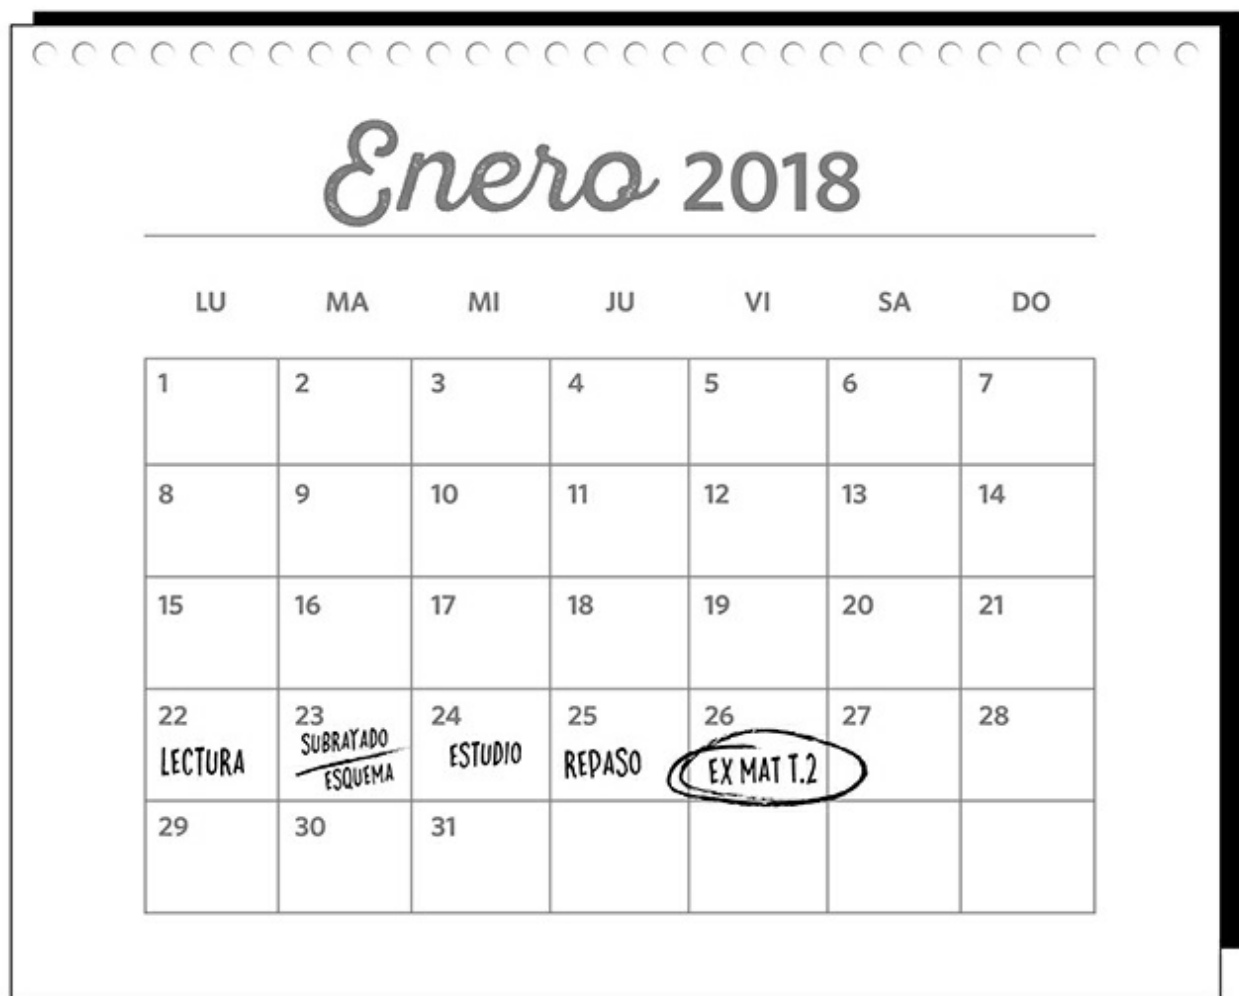 Enero 2018
LU MA MI JU VI SA DO
1 2 3 4 5 6 7
8 9 10 11 12 13 14
15 16 17 18 19 20 21
22 23 24 25 26 27 28
LECTURA SUBRAYADO ESTUDIO REPASO EX MAT T.2
ESQUEMA
29 30 31